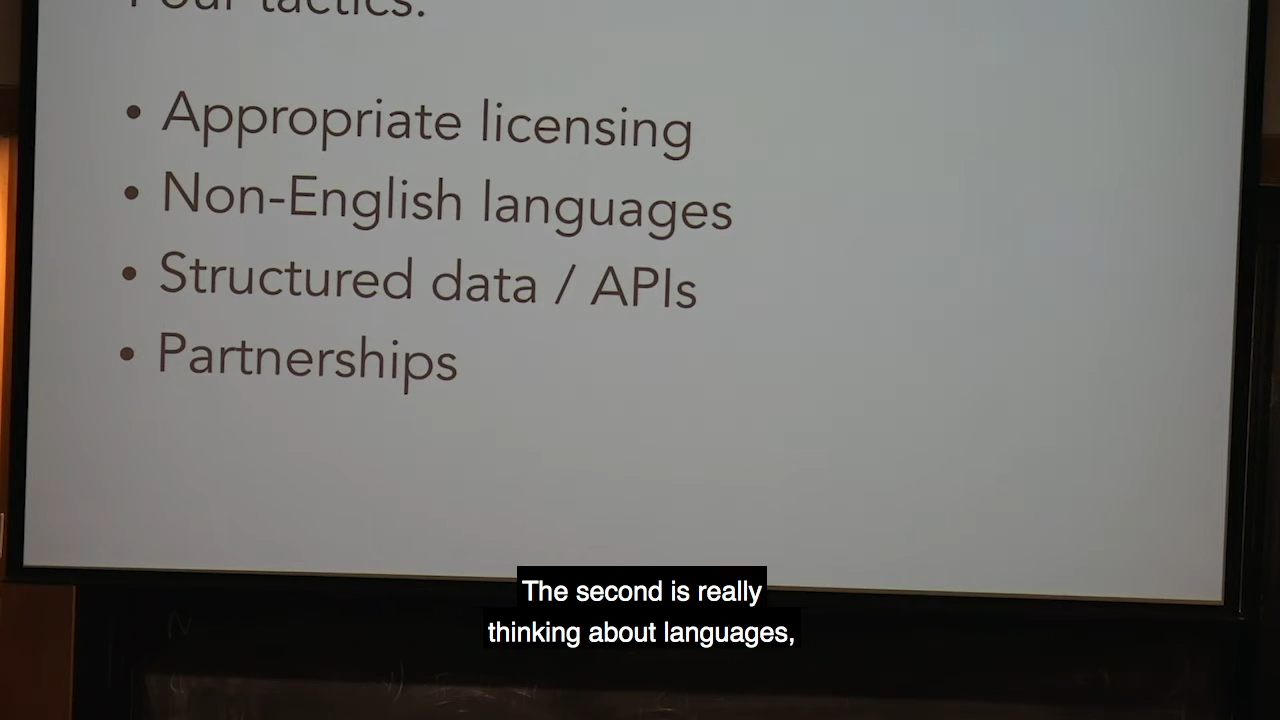 Four tactics:
• Appropriate licensing
• Non-English languages
• Structured data / APIs
• Partnerships
The second is really
thinking about languages,